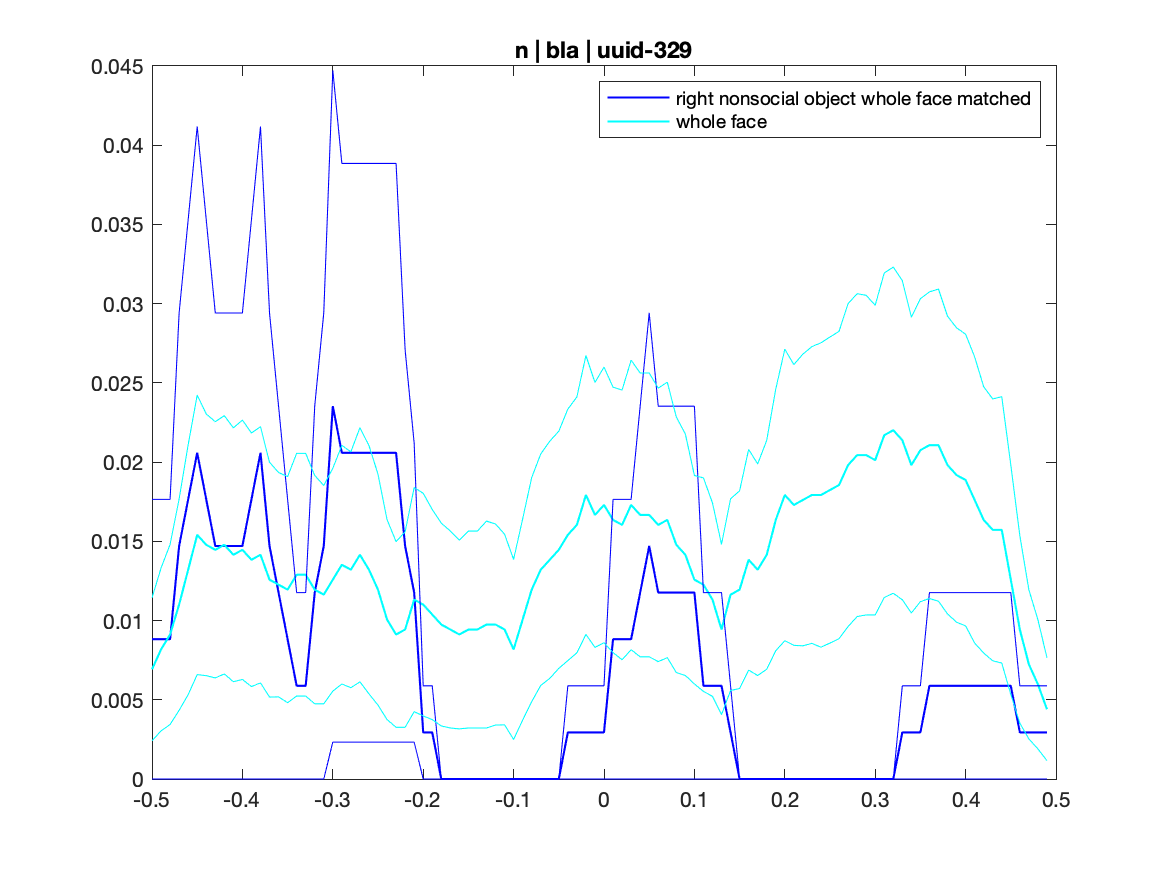 n | bla | uuid-329
right nonsocial object whole face matched
whole face
0.045
0.04
0.035
0.03
0.025
0.02
0.015
0.01
0.005
0
-0.5 -0.4 -0.3 -0.2 -0.1 0 0.1 0.2 0.3 0.4 0.5